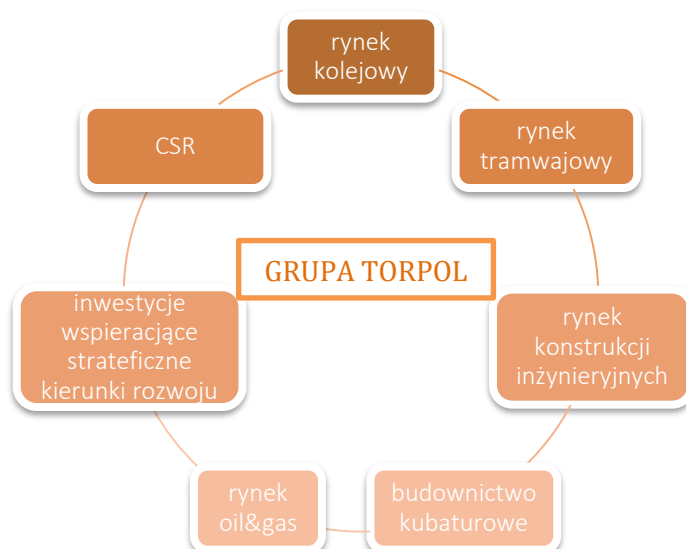 rynek
kolejowy
rynek
tramwajowy
rynek
konstrukcji
inżynieryjnych
budownictwo
kubaturowe
rynek
oil&gas
inwestycje
wspieracjące
strateficzne
kierunki rozwoju
CSR
GRUPA TORPOL